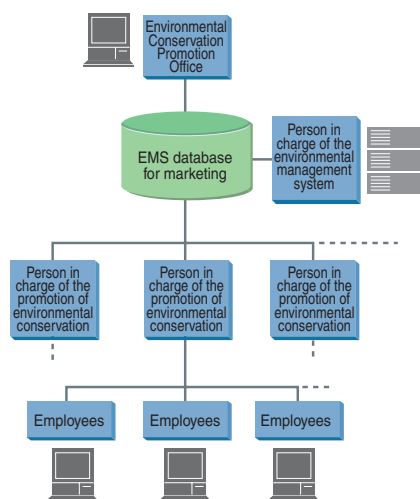 Environmental
Conservation
Promotion
Office
EMS database
for marketing
Person in
charge of the
environmental
management
system
Person in
charge of the
promotion of
environmental
conservation
Person in
charge of the
promotion of
environmental
conservation
Person in
charge of the
promotion of
environmental
conservation
Employees
Employees
Employees